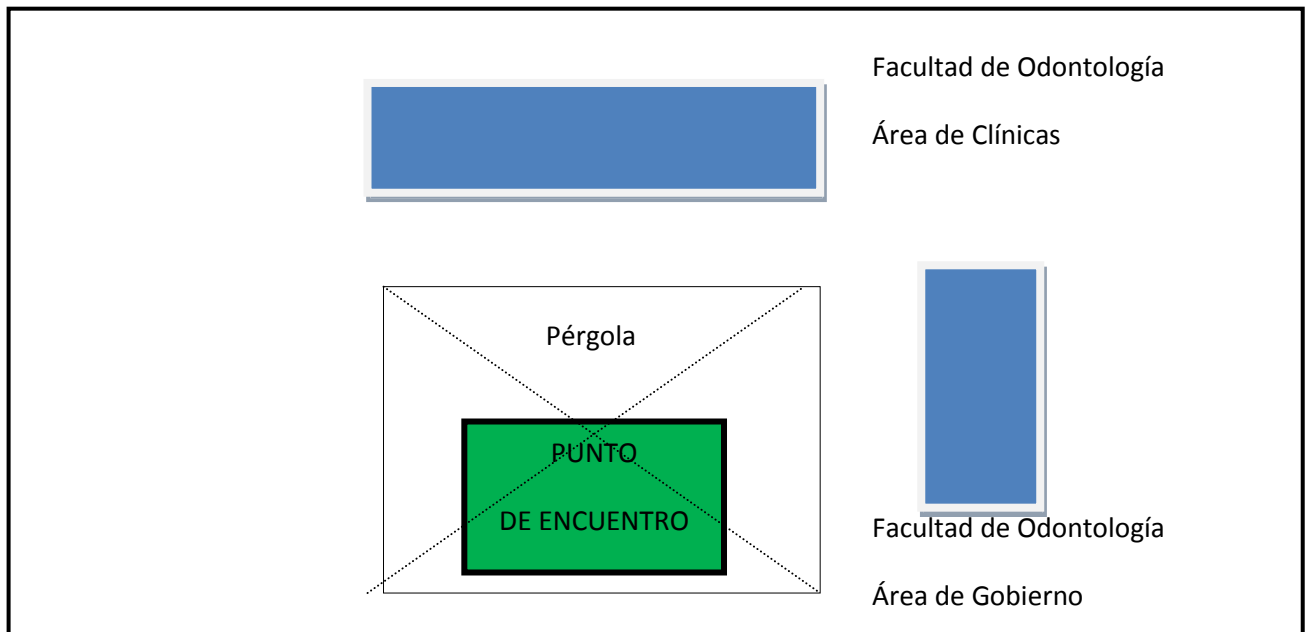 Facultad de Odontología
Área de Clínicas
Pérgola
PUNTO
DE ENCUENTRO
Facultad de Odontología
Área de Gobierno